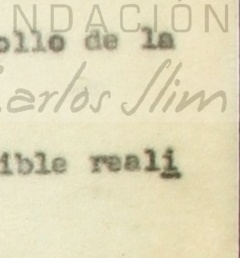 NDACIÓN
ollo de la
Carlos Slim
ible reali